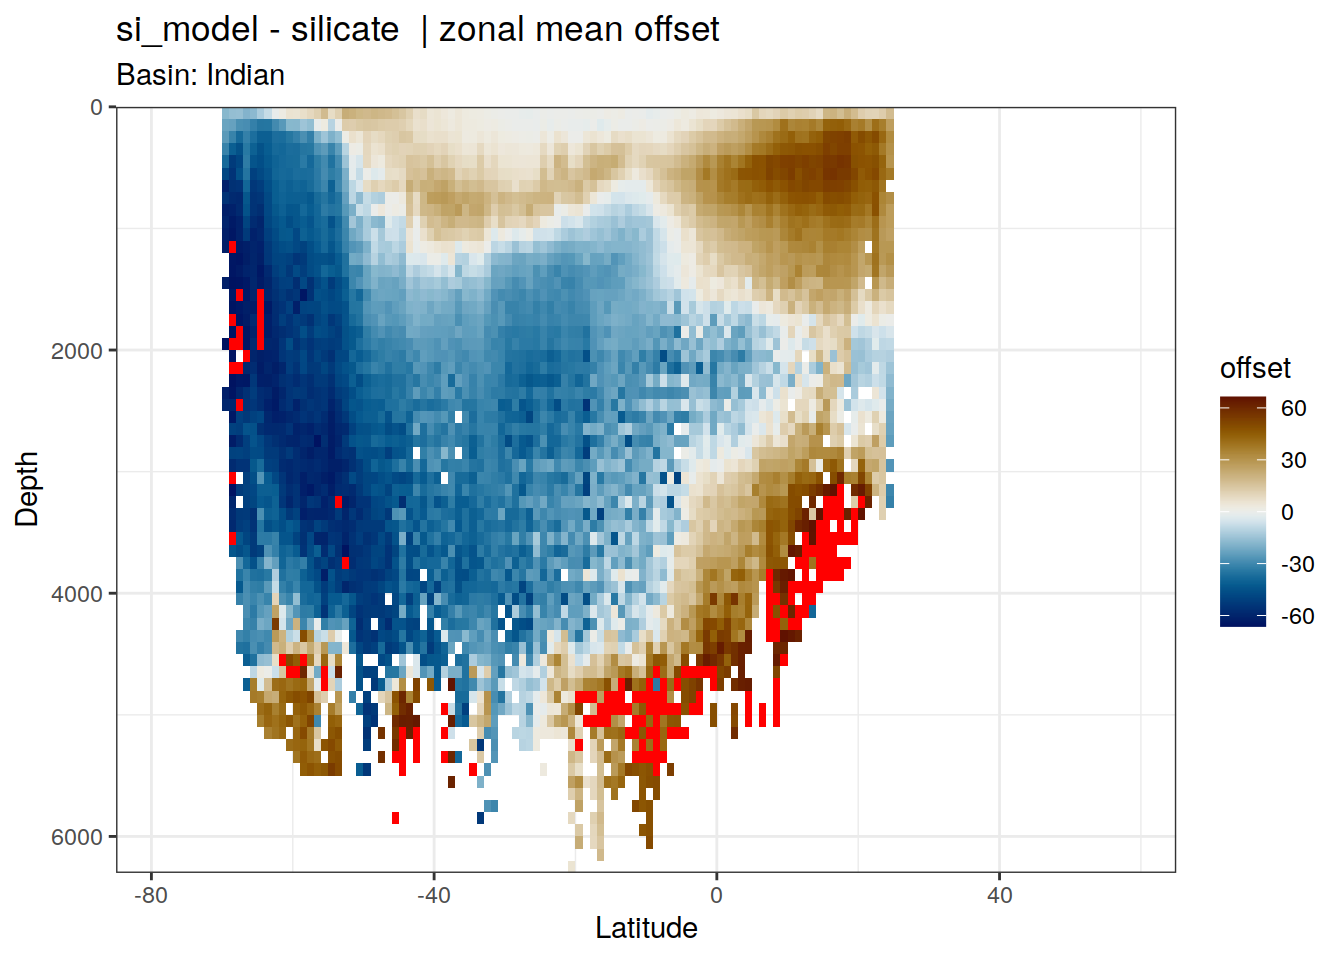 si_model - silicate | zonal mean offset
Basin: Indian
0
2000
4000
6000
Depth
-80
-40
0
40
Latitude
offset
60
30
0
-30
-60